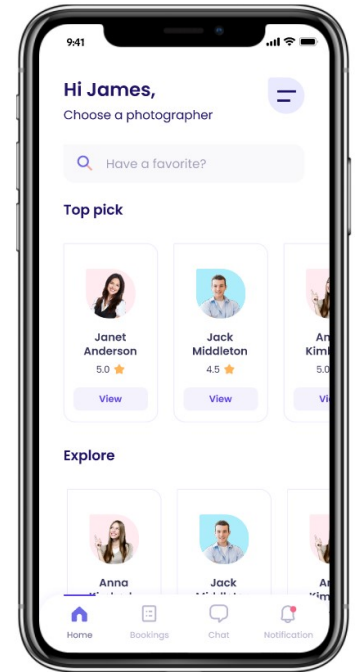 9:41
Hi James,
Choose a photographer
Have a favorite?
Top pick
Janet
Anderson
5.0
View
Jack
Middleton
4.5
View
5.0
Explore
Anna
Jack
Home
Bookings
Chat
Notification